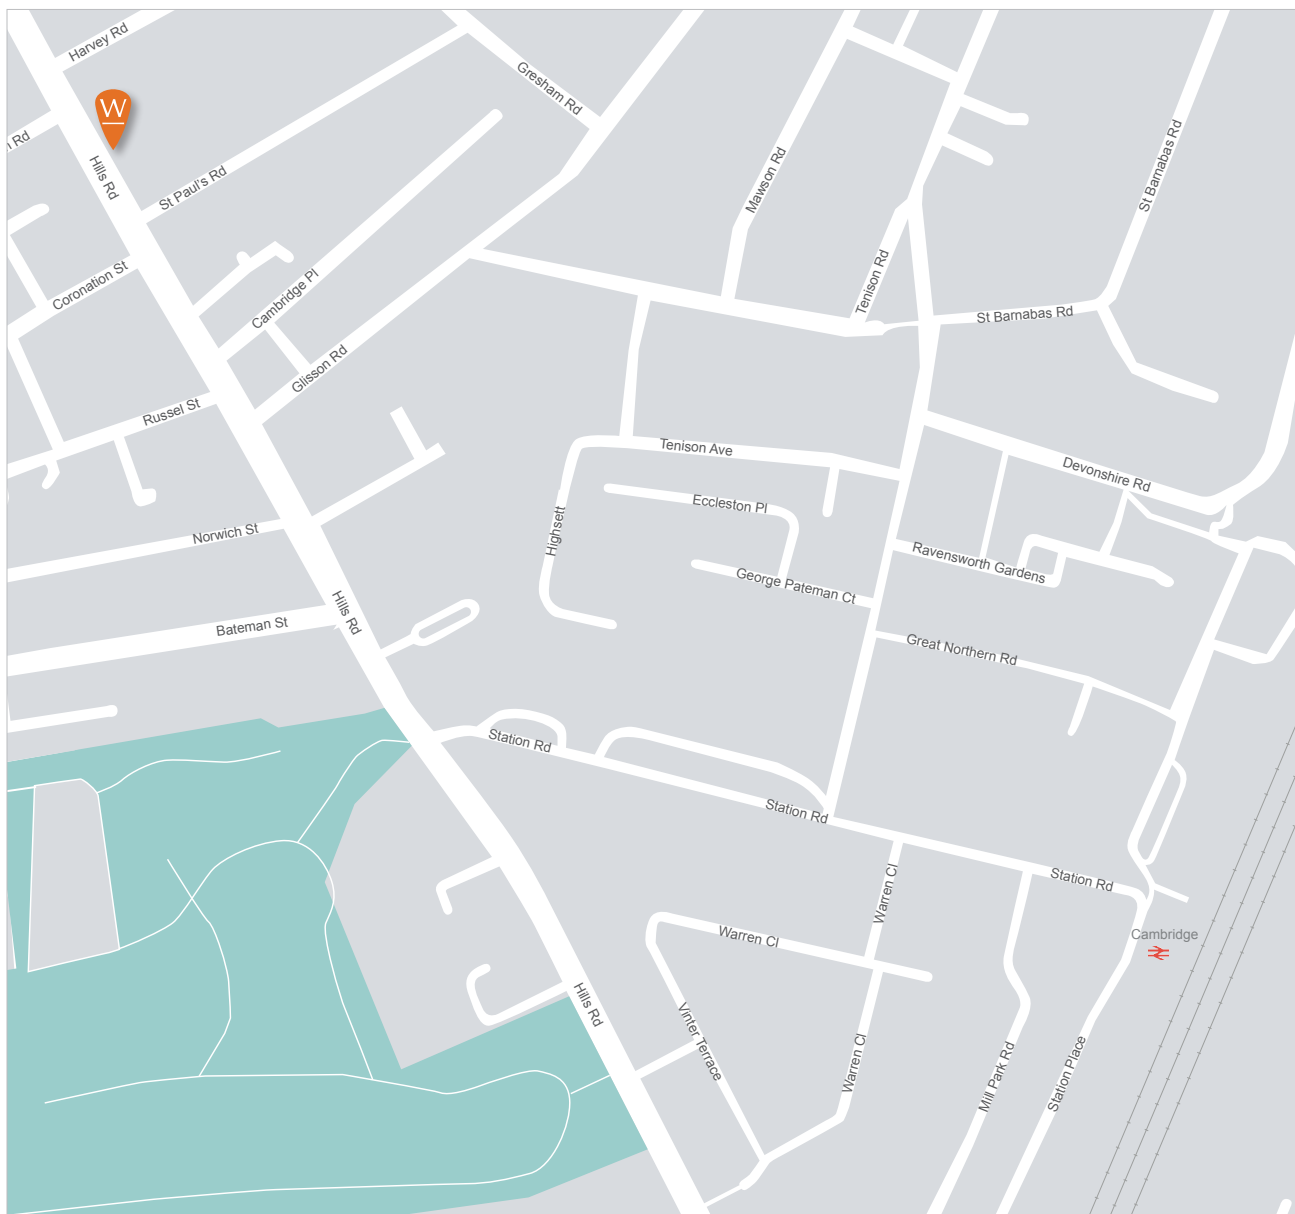 Harvey Rd
Gresham Rd
W
Rd
Hills Rd
St Paul's Rd
Mawson Rd
St Barnabas Rd
Coronation St
Cambridge Pl
Tenison Rd
St Barnabas Rd
Glisson Rd
Russel St
Tenison Ave
Devonshire Rd
Eccleston Pl
Norwich St
Highsett
Ravensworth Gardens
George Pateman Ct
Hills Rd
Bateman St
Great Northern Rd
Station Rd
Station Rd
Station Rd
Warren Cl
Warren Cl
Cambridge
Hills Rd
Vinter Terrace
Warren Cl
Mill Park Rd
Station Place